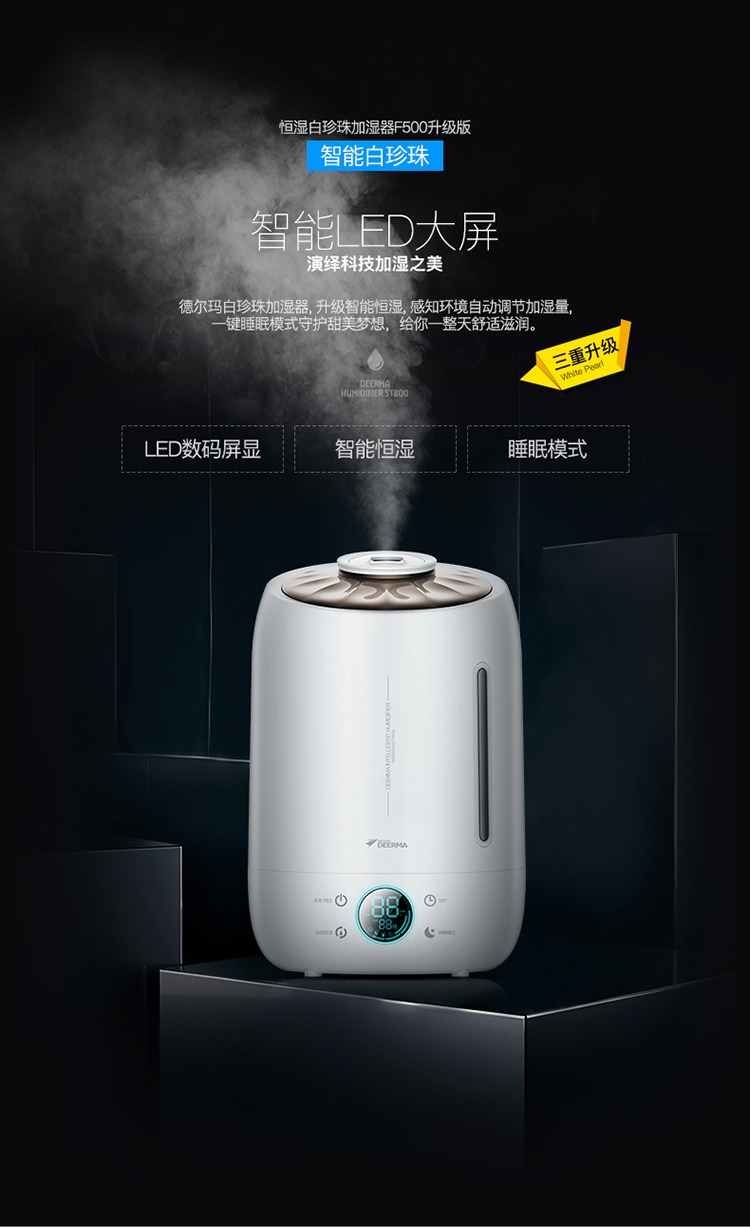 恒湿白珍珠加湿器F500升级版
智能白珍珠
智能LED大屏
演绎科技加湿之美
德尔玛白珍珠加湿器, 升级智能恒湿, 感知环境自动调节加湿量,
一键睡眠模式守护甜美梦想，给你一整天舒适滋润。
三重升级
White Pearl
DEERMA
HUMIDIFIER ST800
LED数码屏显
智能恒湿
睡眠模式
DEERMA INTELLIGENT HUMIDIFIER
DEERMA
88
88H